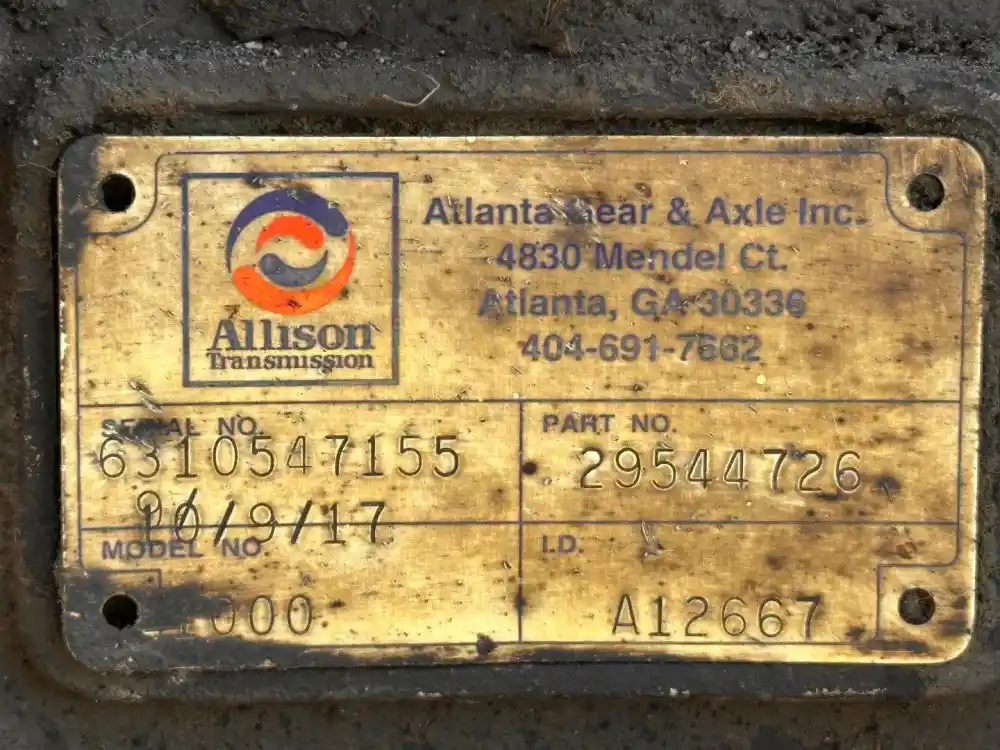 Allison
Transmission
Atlanta Gear & Axle Inc.
4830 Mendel Ct.
Atlanta, GA 30336
404-691-7662
SERIAL NO.
6310547155
10/9/17
PART NO.
29544726
MODEL NO.
I.D.
A12667